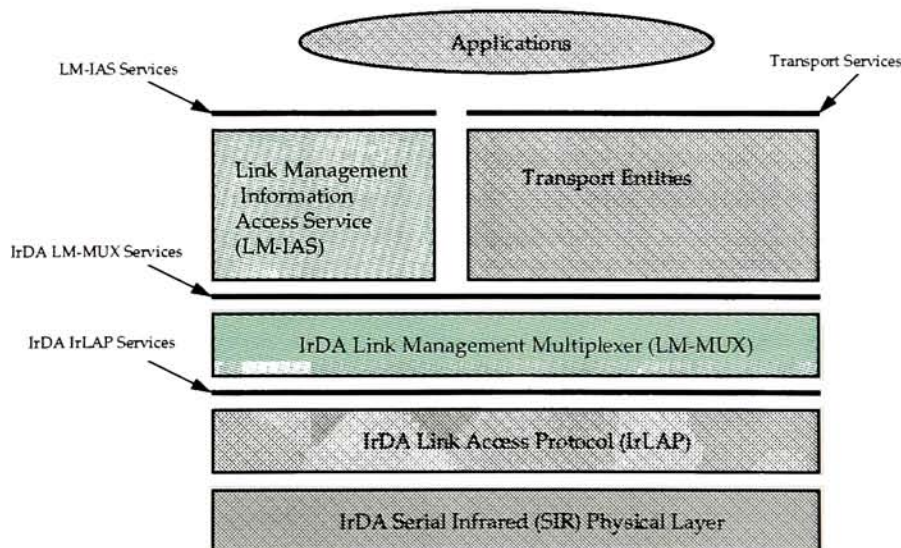 Applications
LM-IAS Services
Transport Services
Link Management
Information
Access Service
(LM-IAS)
Transport Entities
IrDA LM-MUX Services
IrDA Link Management Multiplexer (LM-MUX)
IrDA IrLAP Services
IrDA Link Access Protocol (IrLAP)
IrDA Serial Infrared (SIR) Physical Layer